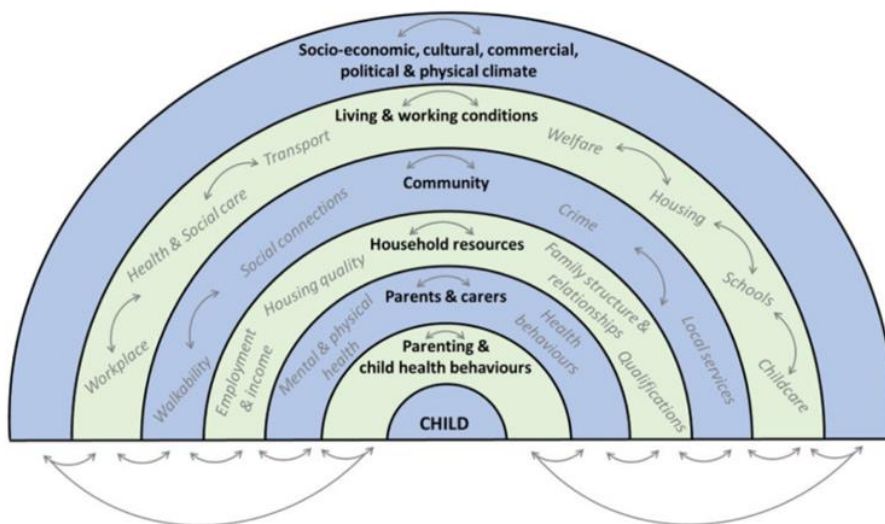 Socio-economic, cultural, commercial,
political & physical climate
Living & working conditions
Transport
Health & Social care
Workplace
Welfare
Housing
Schools
Childcare
Community
Social connections
Walkability
Crime
Local services
Household resources
Housing quality
Employment
& income
Family structure &
relationships
Qualifications
Parents & carers
Mental & physical
health
Health
behaviours
Parenting &
child health behaviours
CHILD